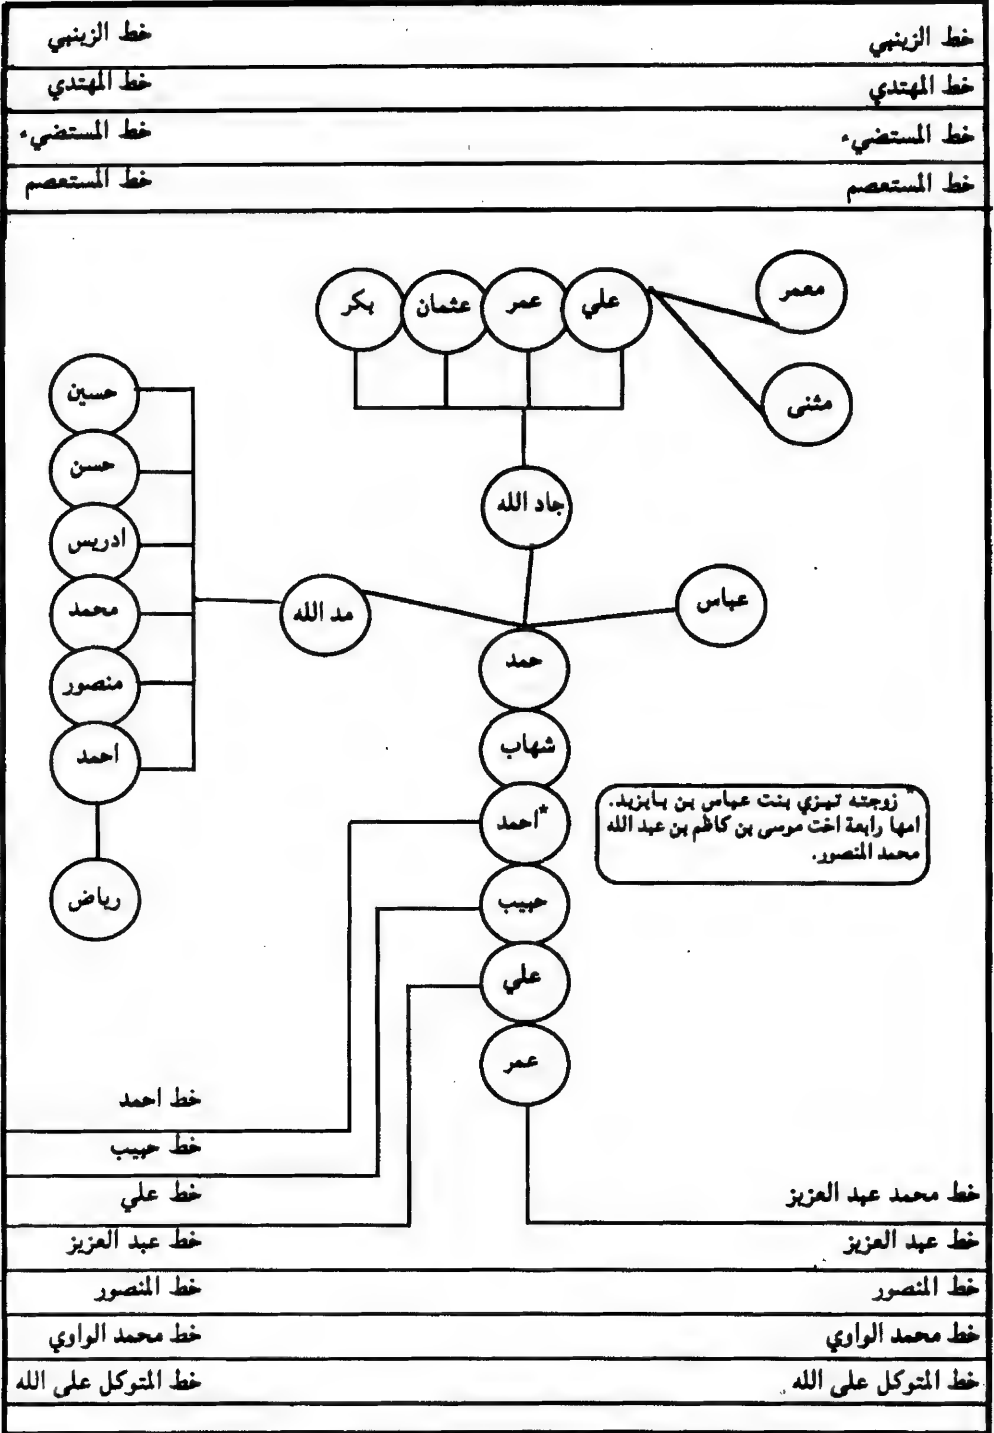 خط الزينبي
خط الزينبي
خط المهتدي
خط المهتدي
خط المستضيء
خط المستضيء
خط المستعصم
خط المستعصم
معمر
علي
عمر
عثمان
بكر
مثنى
حسين
حسن
جاد الله
ادريس
عباس
مد الله
محمد
حمد
منصور
شهاب
احمد
* زوجته تيزي بنت عباس بن بايزيد.
امها رابعة اخت موسى بن كاظم بن عبد الله
محمد المنصور.
*احمد
حبيب
رياض
علي
عمر
خط احمد
خط حبيب
خط محمد عبد العزيز
خط علي
خط عبد العزيز
خط عبد العزيز
خط المنصور
خط المنصور
خط محمد الواوي
خط محمد الواوي
خط المتوكل على الله
خط المتوكل على الله